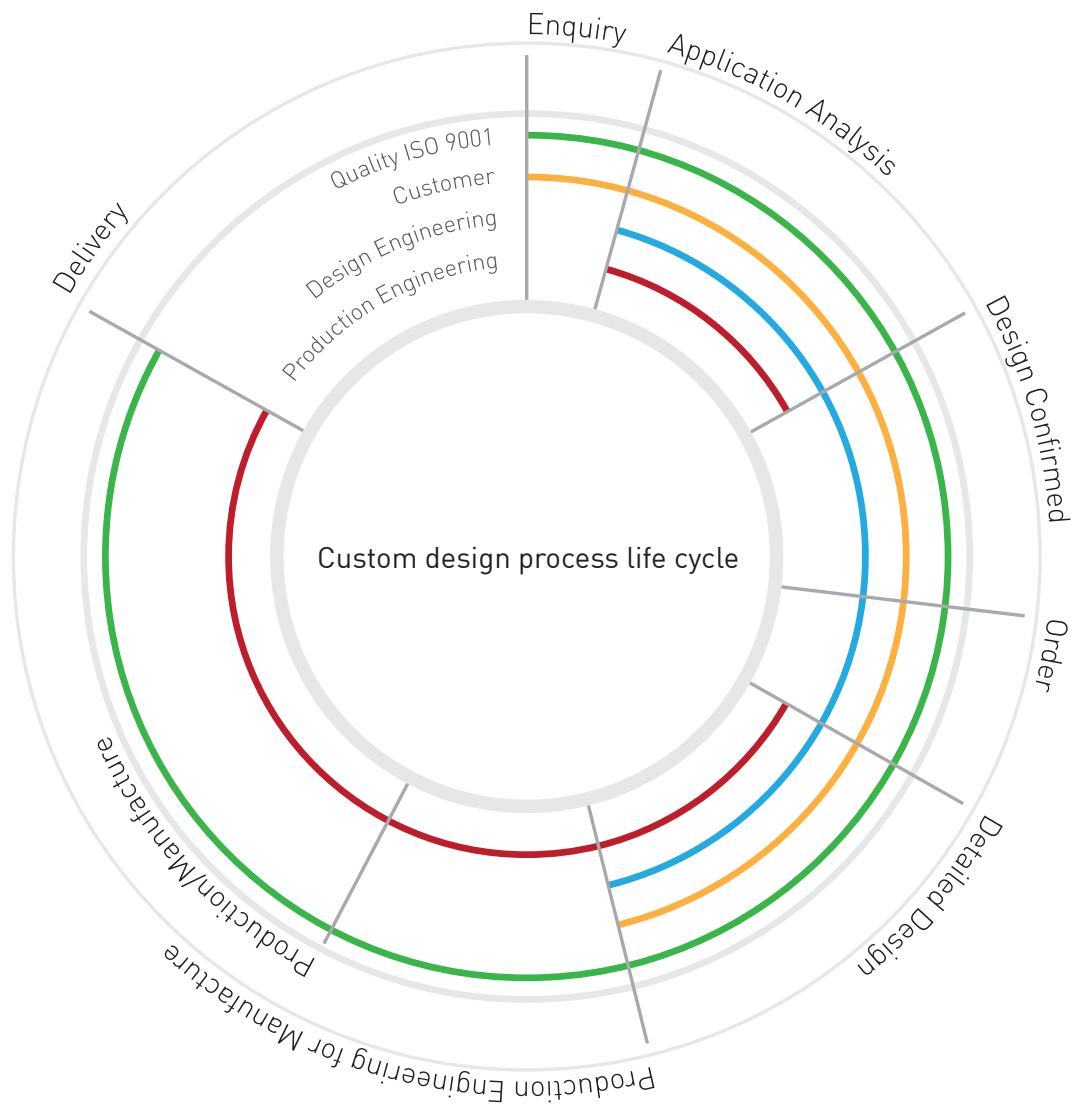 Enquiry
Application Analysis
Design Confirmed
Order
Detailed Design
Production Engineering for Manufacture
Production/Manufacture
Delivery
Quality ISO 9001
Customer
Design Engineering
Production Engineering
Custom design process life cycle